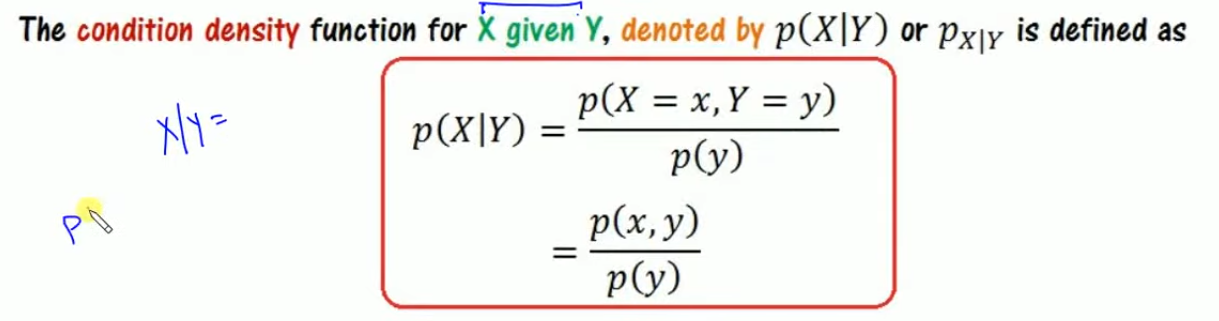 The condition density function for X given Y, denoted by p(X|Y) or p_{X|Y} is defined as
X/Y =
p(X|Y) = \frac{p(X = x, Y = y)}{p(y)}
P
= \frac{p(x, y)}{p(y)}